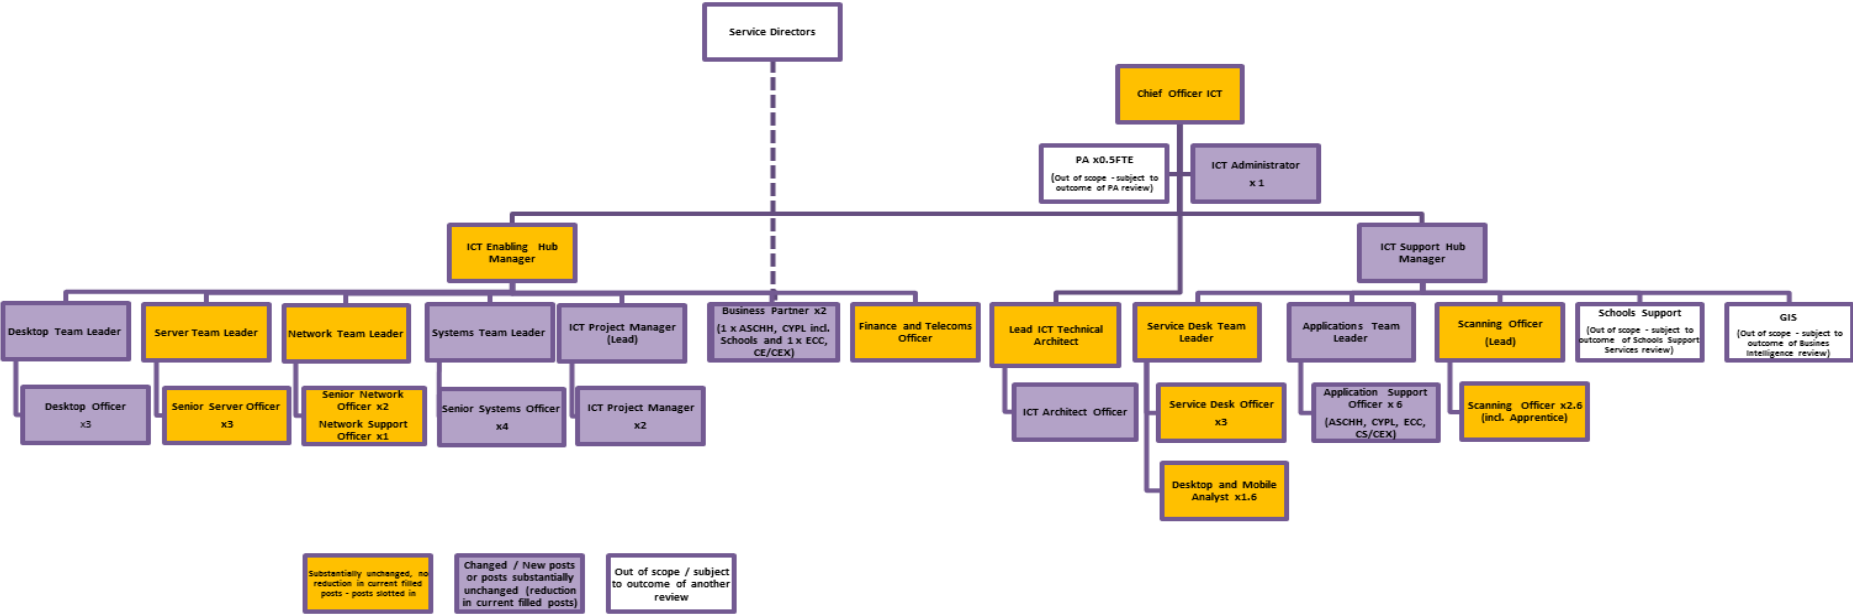 Service Directors
Chief Officer ICT
PA x0.5FTE
(Out of scope - subject to
outcome of PA review)
ICT Administrator
x 1
ICT Enabling Hub
Manager
ICT Support Hub
Manager
Desktop Team Leader
Server Team Leader
Network Team Leader
Systems Team Leader
ICT Project Manager
(Lead)
Business Partner x2
(1 x ASCHH, CYPL incl.
Schools and 1 x ECC,
CE/CEX)
Finance and Telecoms
Officer
Lead ICT Technical
Architect
Service Desk Team
Leader
Applications Team
Leader
Scanning Officer
(Lead)
Schools Support
(Out of scope - subject to
outcome of Schools Support
Services review)
GIS
(Out of scope - subject to
outcome of Busines
Intelligence review)
Desktop Officer
x3
Senior Server Officer
x3
Senior Network
Officer x2
Network Support
Officer x1
Senior Systems Officer
x4
ICT Project Manager
x2
ICT Architect Officer
Service Desk Officer
x3
Application Support
Officer x 6
(ASCHH, CYPL, ECC,
CS/CEX)
Scanning Officer x2.6
(incl. Apprentice)
Desktop and Mobile
Analyst x1.6
Substantially unchanged, no
reduction in current filled
posts - posts slotted in
Changed / New posts
or posts substantially
unchanged (reduction
in current filled posts)
Out of scope / subject
to outcome of another
review